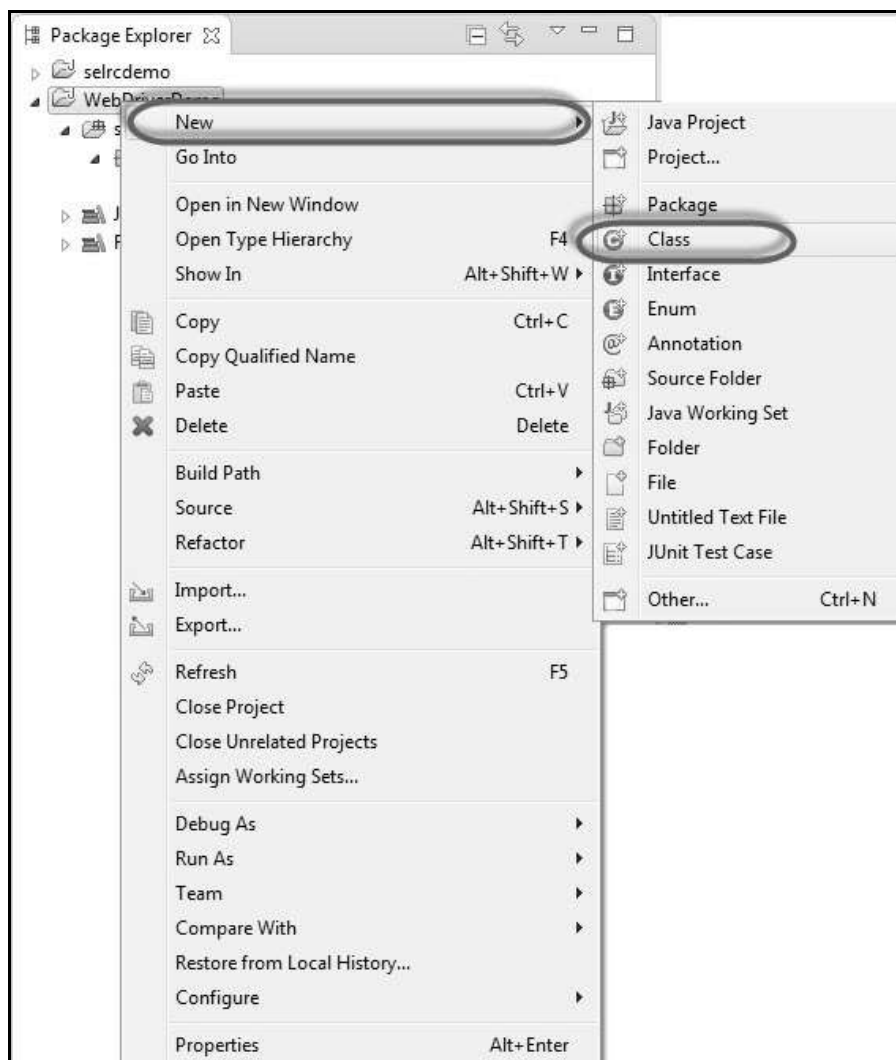 Package Explorer
selrcdemo
WebDriverDemo
s
J
F
New
Go Into
Open in New Window
Open Type Hierarchy F4
Show In Alt+Shift+W
Copy Ctrl+C
Copy Qualified Name
Paste Ctrl+V
Delete Delete
Build Path
Source Alt+Shift+S
Refactor Alt+Shift+T
Import...
Export...
Refresh F5
Close Project
Close Unrelated Projects
Assign Working Sets...
Debug As
Run As
Team
Compare With
Restore from Local History...
Configure
Properties Alt+Enter
Java Project
Project...
Package
Class
Interface
Enum
Annotation
Source Folder
Java Working Set
Folder
File
Untitled Text File
JUnit Test Case
Other... Ctrl+N